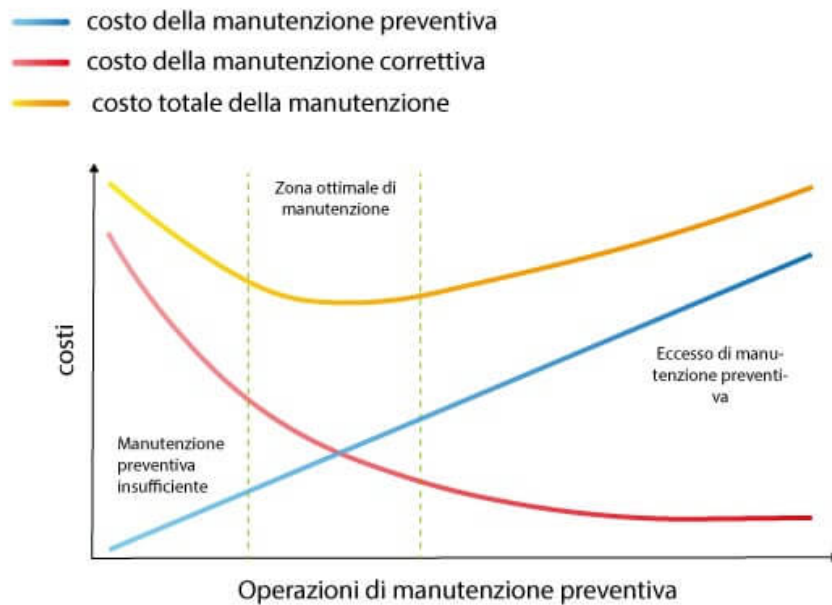 costo della manutenzione preventiva
costo della manutenzione correttiva
costo totale della manutenzione
Zona ottimale di
manutenzione
costi
Eccesso di manu-
tenzione preventi-
va
Manutenzione
preventiva
insufficiente
Operazioni di manutenzione preventiva